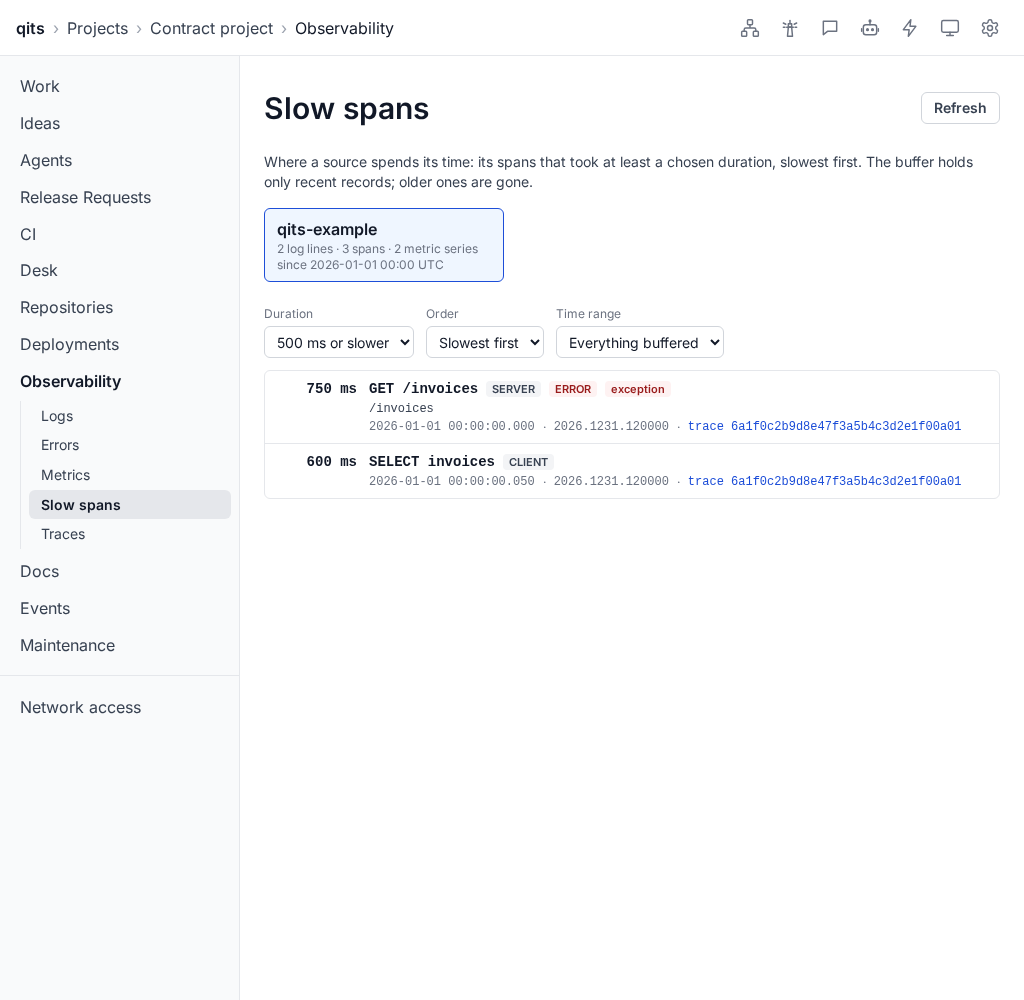 qits › Projects › Contract project › Observability
Work
Ideas
Agents
Release Requests
CI
Desk
Repositories
Deployments
Observability
Logs
Errors
Metrics
Slow spans
Traces
Docs
Events
Maintenance
Network access
Slow spans
Refresh
Where a source spends its time: its spans that took at least a chosen duration, slowest first. The buffer holds
only recent records; older ones are gone.
qits-example
2 log lines · 3 spans · 2 metric series
since 2026-01-01 00:00 UTC
Duration Order Time range
500 ms or slower Slowest first Everything buffered
750 ms GET /invoices SERVER ERROR exception
/invoices
2026-01-01 00:00:00.000 · 2026.1231.120000 · trace 6a1f0c2b9d8e47f3a5b4c3d2e1f00a01
600 ms SELECT invoices CLIENT
2026-01-01 00:00:00.050 · 2026.1231.120000 · trace 6a1f0c2b9d8e47f3a5b4c3d2e1f00a01